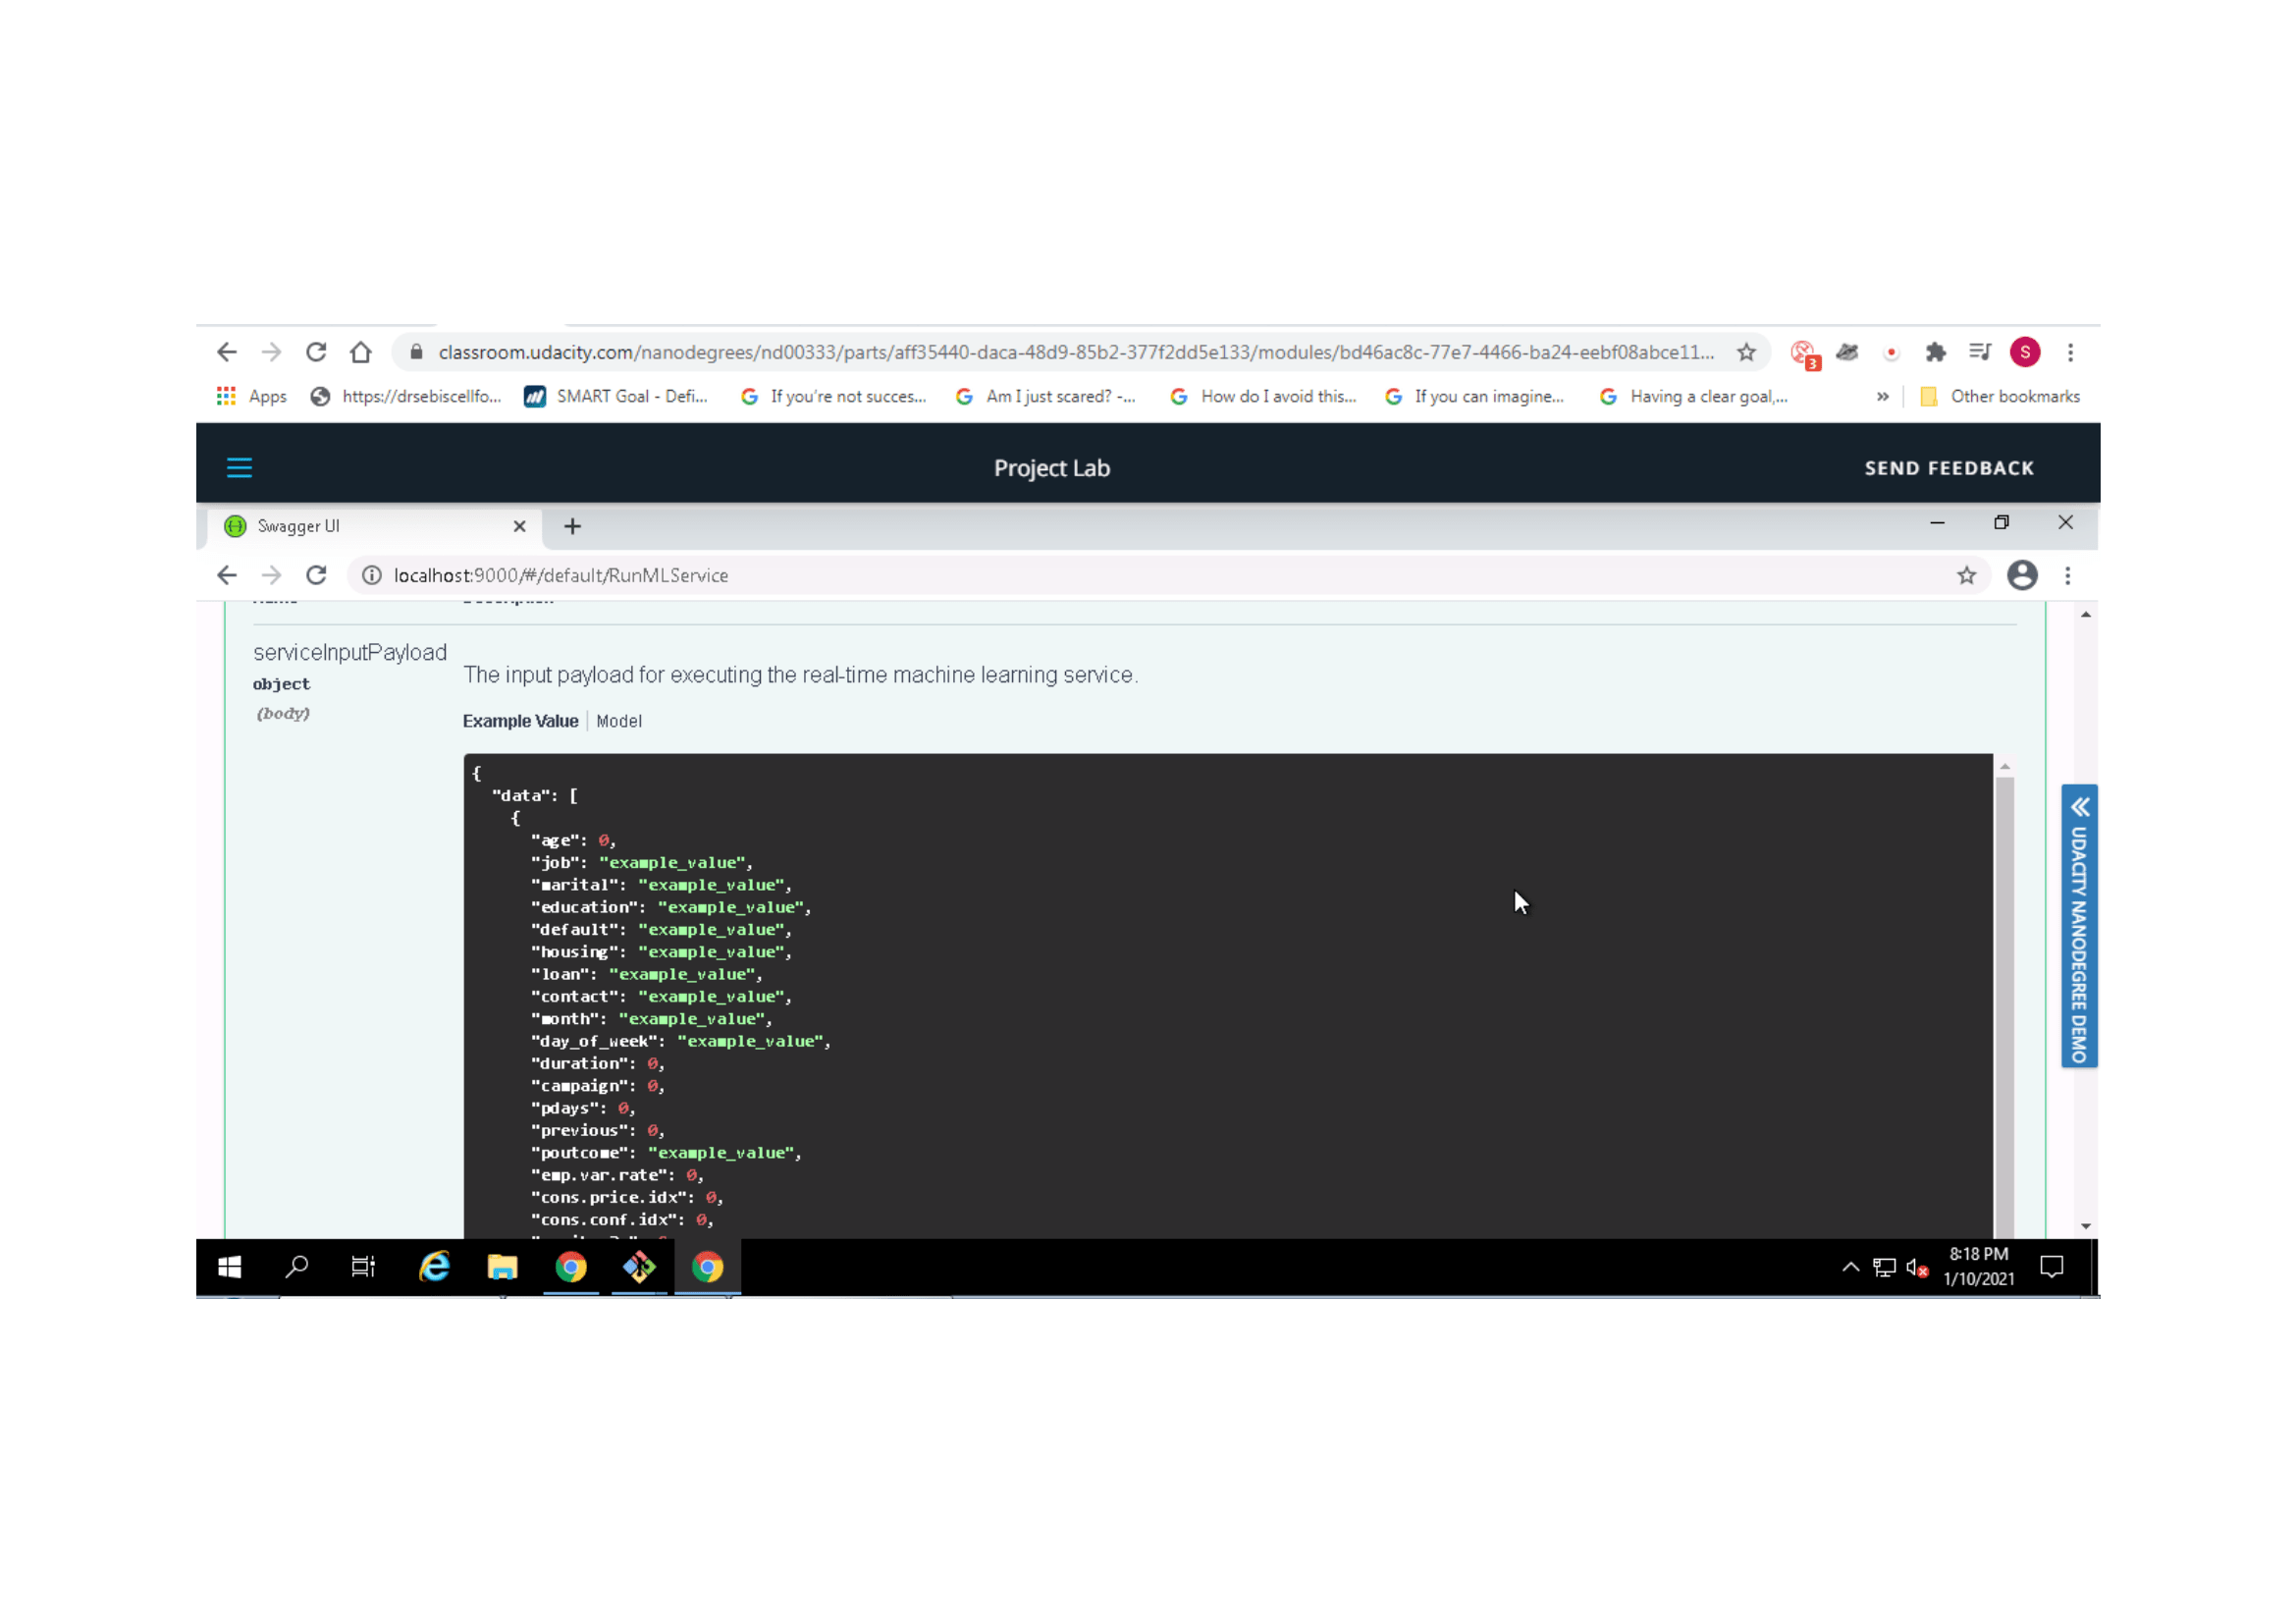 classroom.udacity.com/nanodegrees/nd00333/parts/aff35440-daca-48d9-85b2-377f2dd5e133/modules/bd46ac8c-77e7-4466-ba24-eebf08abce11...
3
S
Apps https://drsebiscellfo... SMART Goal - Defi... If you're not succes... Am I just scared? -... How do I avoid this... If you can imagine... Having a clear goal,... » Other bookmarks
Project Lab SEND FEEDBACK
Swagger UI
localhost:9000/#/default/RunMLService
serviceInputPayload
object
(body)
The input payload for executing the real-time machine learning service.
Example Value Model
{
"data": [
{
"age": 0,
"job": "example_value",
"marital": "example_value",
"education": "example_value",
"default": "example_value",
"housing": "example_value",
"loan": "example_value",
"contact": "example_value",
"month": "example_value",
"day_of_week": "example_value",
"duration": 0,
"campaign": 0,
"pdays": 0,
"previous": 0,
"poutcome": "example_value",
"emp.var.rate": 0,
"cons.price.idx": 0,
"cons.conf.idx": 0,
UDACITY NANODEGREE DEMO
8:18 PM
1/10/2021